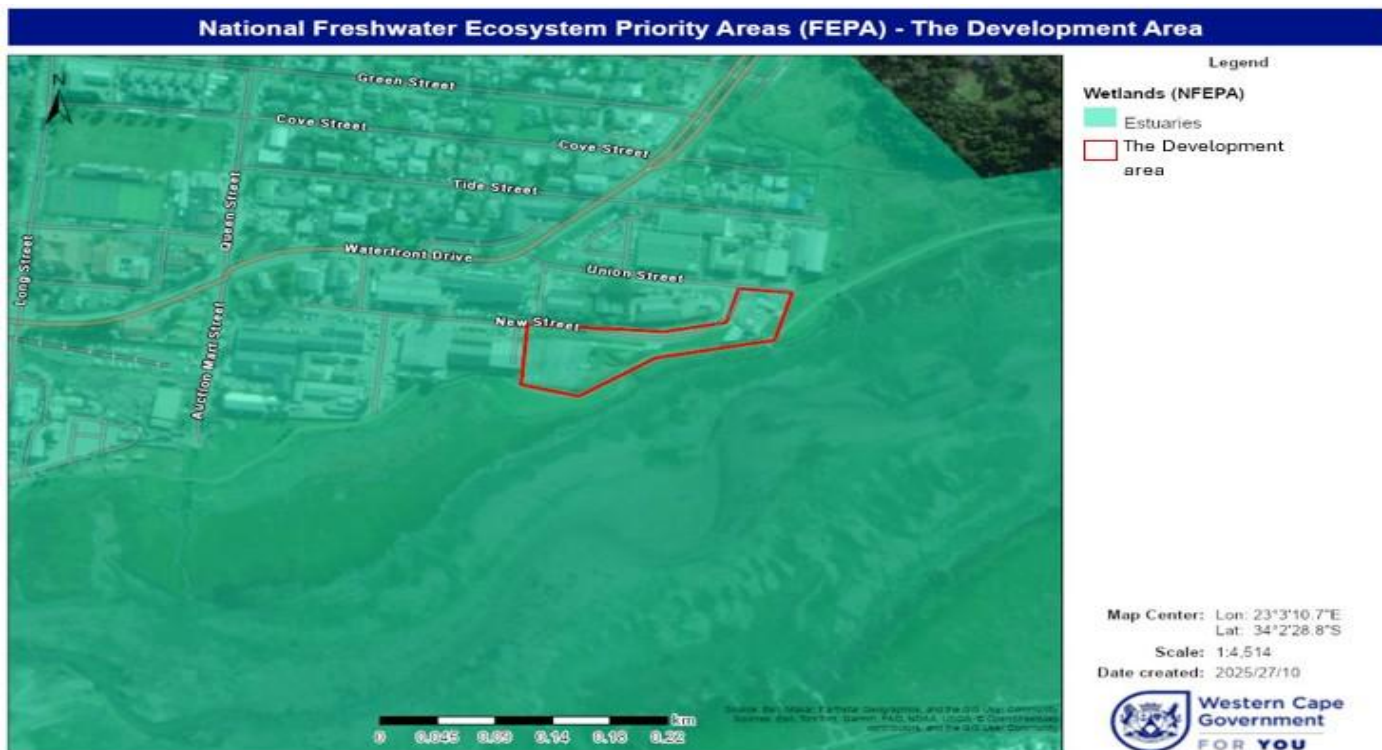 National Freshwater Ecosystem Priority Areas (FEPA) - The Development Area
N
Green Street
Cove Street
Cove Street
Tide Street
Queen Street
Long Street
Waterfront Drive
Union Street
New Street
Auction Mart Street
km
0 0.045 0.09 0.14 0.18 0.22
Legend
Wetlands (NFEPA)
Estuaries
The Development
area
Map Center: Lon: 23°3'10.7"E
Lat: 34°2'28.8"S
Scale: 1:4,514
Date created: 2025/27/10
Western Cape
Government
FOR YOU